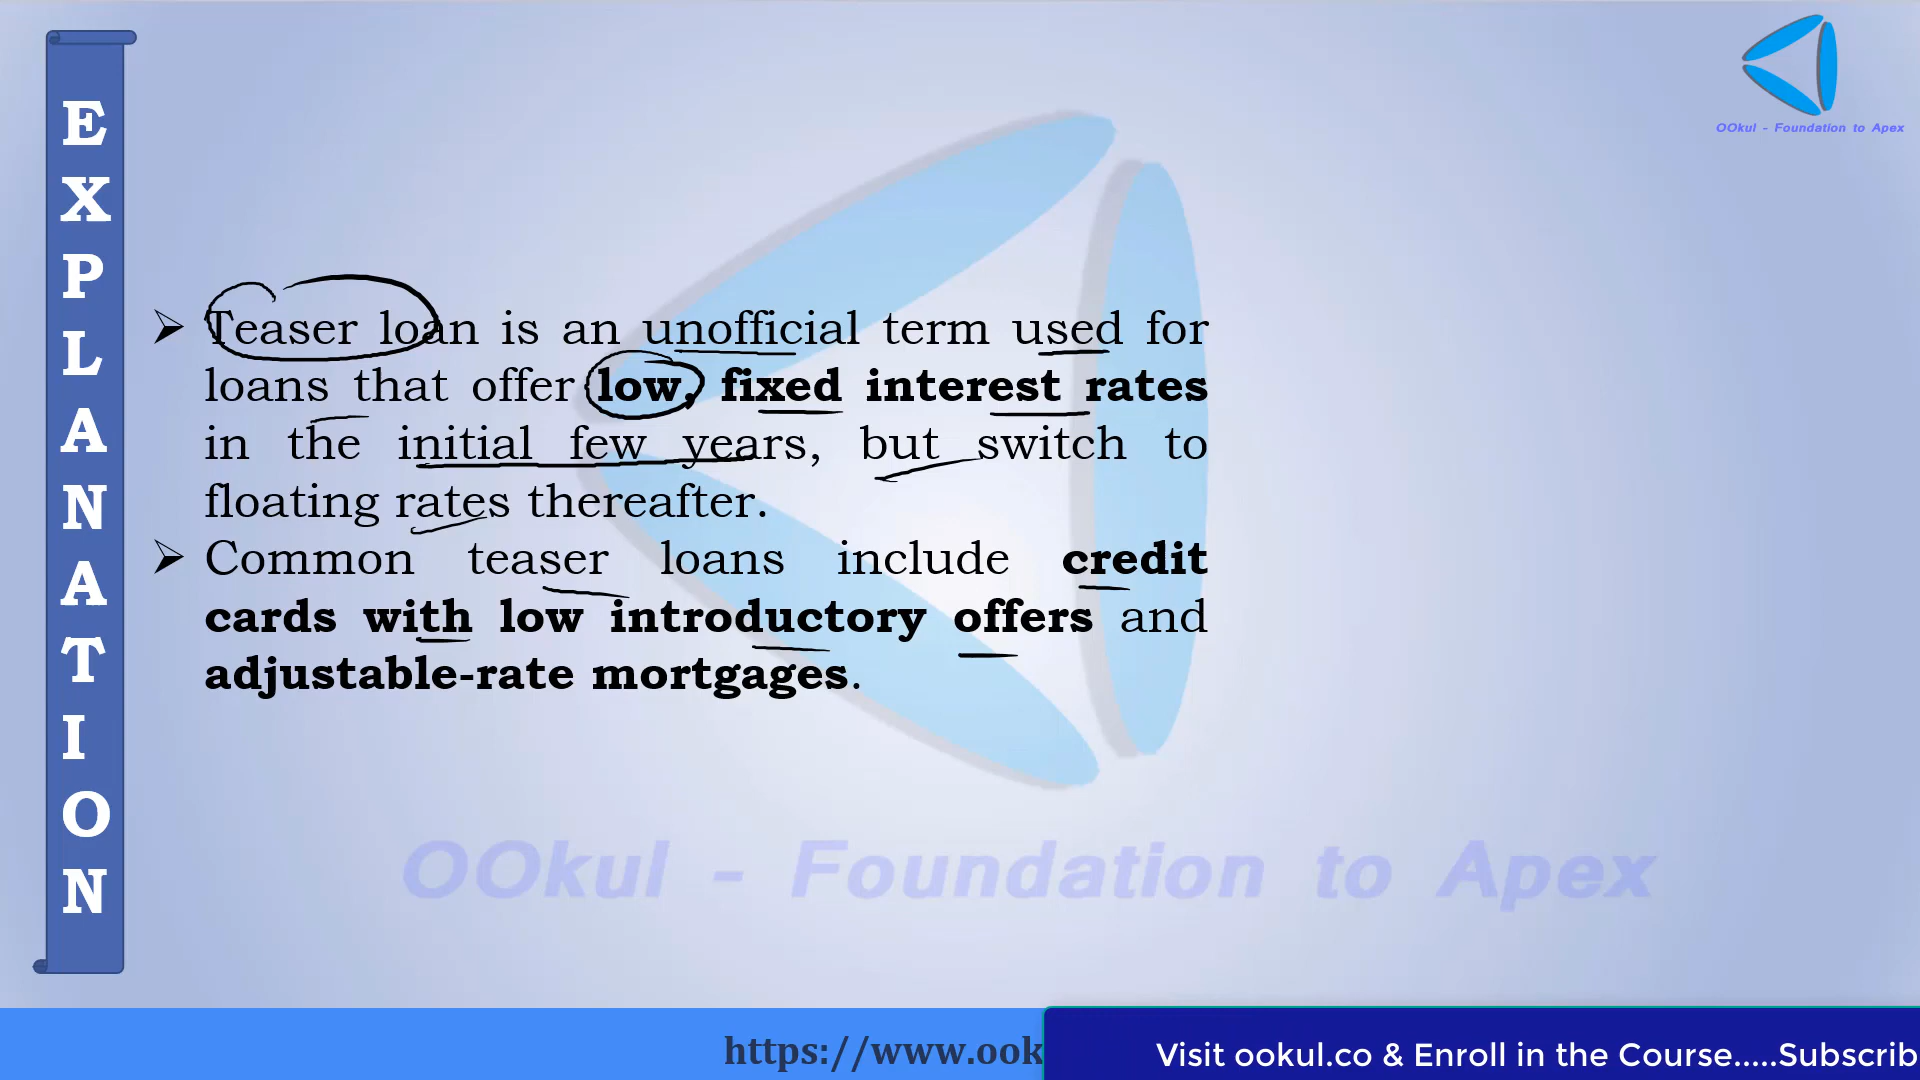 EXPLANATION
OOkul - Foundation to Apex
➢ Teaser loan is an unofficial term used for
loans that offer low, fixed interest rates
in the initial few years, but switch to
floating rates thereafter.
➢ Common teaser loans include credit
cards with low introductory offers and
adjustable-rate mortgages.
OOkul - Foundation to Apex
https://www.ook
Visit ookul.co & Enroll in the Course.....Subscrib